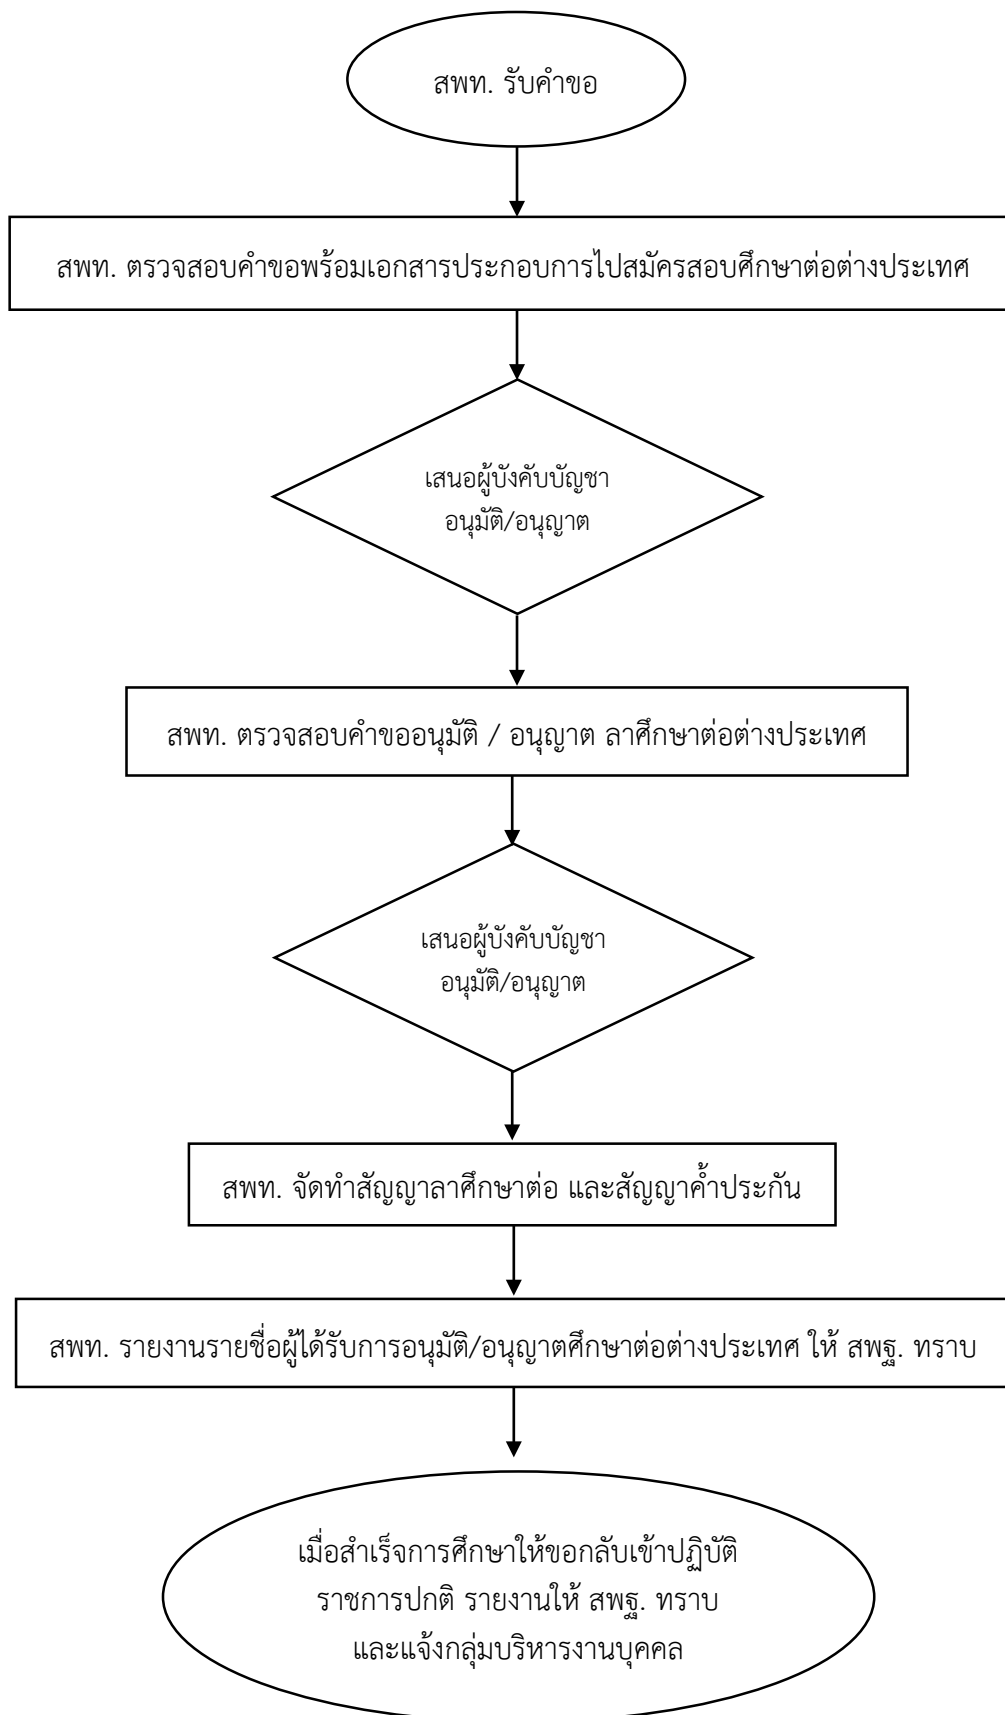 สพท. รับคำขอ
สพท. ตรวจสอบคำขอพร้อมเอกสารประกอบการไปสมัครสอบศึกษาต่อต่างประเทศ
เสนอผู้บังคับบัญชา
อนุมัติ/อนุญาต
สพท. ตรวจสอบคำขออนุมัติ / อนุญาต ลาศึกษาต่อต่างประเทศ
เสนอผู้บังคับบัญชา
อนุมัติ/อนุญาต
สพท. จัดทำสัญญาลาศึกษาต่อ และสัญญาค้ำประกัน
สพท. รายงานรายชื่อผู้ได้รับการอนุมัติ/อนุญาตศึกษาต่อต่างประเทศ ให้ สพฐ. ทราบ
เมื่อสำเร็จการศึกษาให้ขอกลับเข้าปฏิบัติ
ราชการปกติ รายงานให้ สพฐ. ทราบ
และแจ้งกลุ่มบริหารงานบุคคล